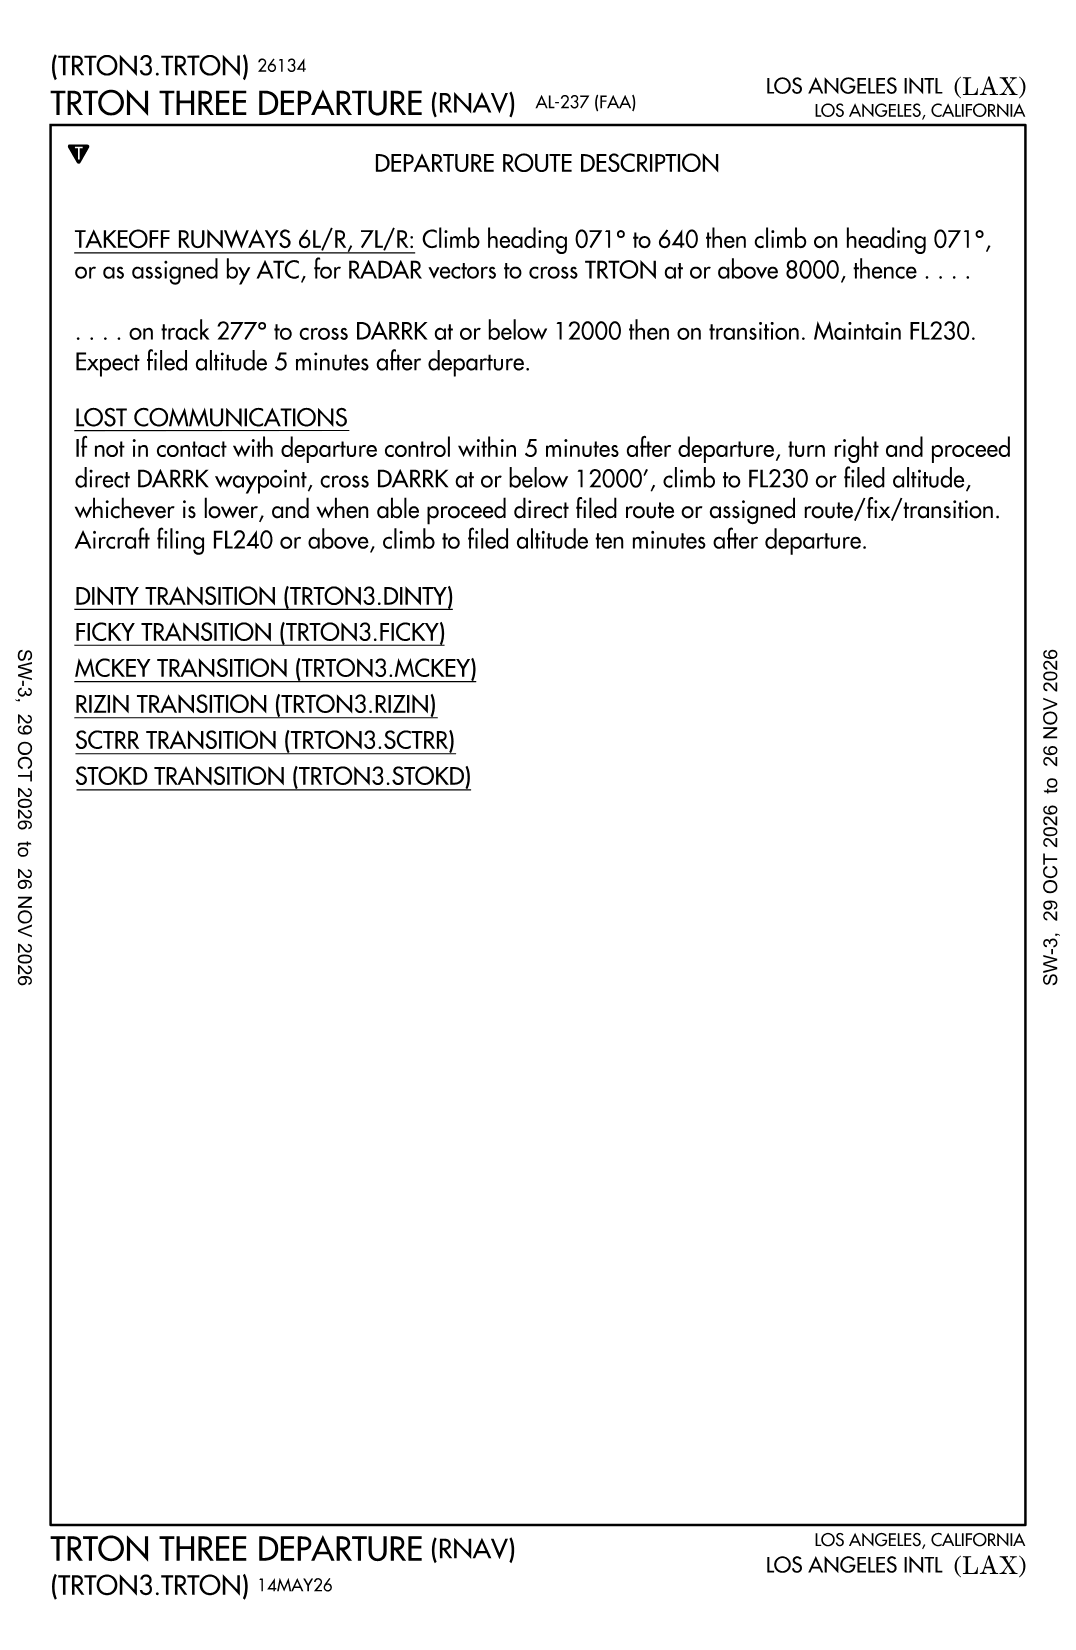 (TRTON3.TRTON) 26134
TRTON THREE DEPARTURE (RNAV) AL-237 (FAA)
LOS ANGELES INTL (LAX)
LOS ANGELES, CALIFORNIA
T
DEPARTURE ROUTE DESCRIPTION
TAKEOFF RUNWAYS 6L/R, 7L/R: Climb heading 071° to 640 then climb on heading 071°,
or as assigned by ATC, for RADAR vectors to cross TRTON at or above 8000, thence . . . .
. . . . on track 277° to cross DARRK at or below 12000 then on transition. Maintain FL230.
Expect filed altitude 5 minutes after departure.
LOST COMMUNICATIONS
If not in contact with departure control within 5 minutes after departure, turn right and proceed
direct DARRK waypoint, cross DARRK at or below 12000’, climb to FL230 or filed altitude,
whichever is lower, and when able proceed direct filed route or assigned route/fix/transition.
Aircraft filing FL240 or above, climb to filed altitude ten minutes after departure.
DINTY TRANSITION (TRTON3.DINTY)
FICKY TRANSITION (TRTON3.FICKY)
MCKEY TRANSITION (TRTON3.MCKEY)
RIZIN TRANSITION (TRTON3.RIZIN)
SCTRR TRANSITION (TRTON3.SCTRR)
STOKD TRANSITION (TRTON3.STOKD)
SW-3, 29 OCT 2026 to 26 NOV 2026
SW-3, 29 OCT 2026 to 26 NOV 2026
TRTON THREE DEPARTURE (RNAV)
(TRTON3.TRTON) 14MAY26
LOS ANGELES, CALIFORNIA
LOS ANGELES INTL (LAX)